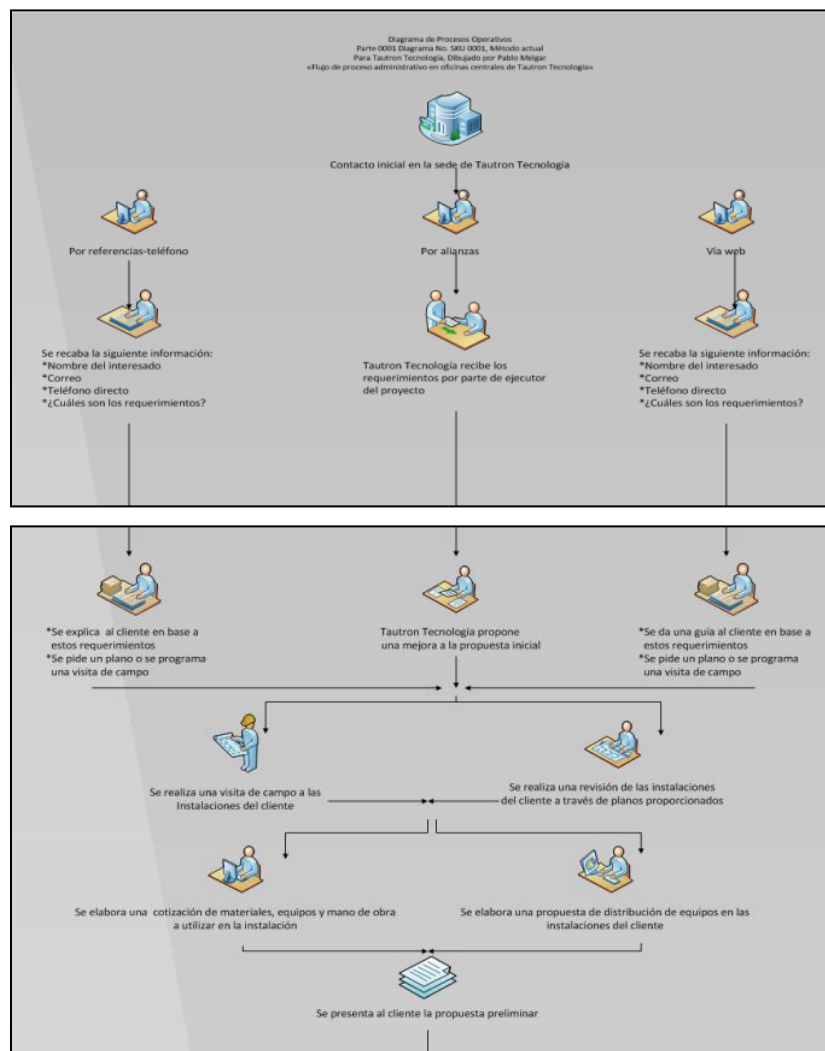 Diagrama de Procesos Operativos
Parte 0001 Diagrama No. SKU 0001, Método actual
Para Tautron Tecnología, Dibujado por Pablo Melgar
«Flujo de proceso administrativo en oficinas centrales de Tautron Tecnología»
Contacto inicial en la sede de Tautron Tecnología
Por referencias-teléfono
Por alianzas
Vía web
Se recaba la siguiente información:
*Nombre del interesado
*Correo
*Teléfono directo
*¿Cuáles son los requerimientos?
Tautron Tecnología recibe los
requerimientos por parte de ejecutor
del proyecto
Se recaba la siguiente información:
*Nombre del interesado
*Correo
*Teléfono directo
*¿Cuáles son los requerimientos?
*Se explica al cliente en base a
estos requerimientos
*Se pide un plano o se programa
una visita de campo
Tautron Tecnología propone
una mejora a la propuesta inicial
*Se da una guía al cliente en base a
estos requerimientos
*Se pide un plano o se programa
una visita de campo
Se realiza una visita de campo a las
Instalaciones del cliente
Se realiza una revisión de las instalaciones
del cliente a través de planos proporcionados
Se elabora una cotización de materiales, equipos y mano de obra
a utilizar en la instalación
Se elabora una propuesta de distribución de equipos en las
instalaciones del cliente
Se presenta al cliente la propuesta preliminar